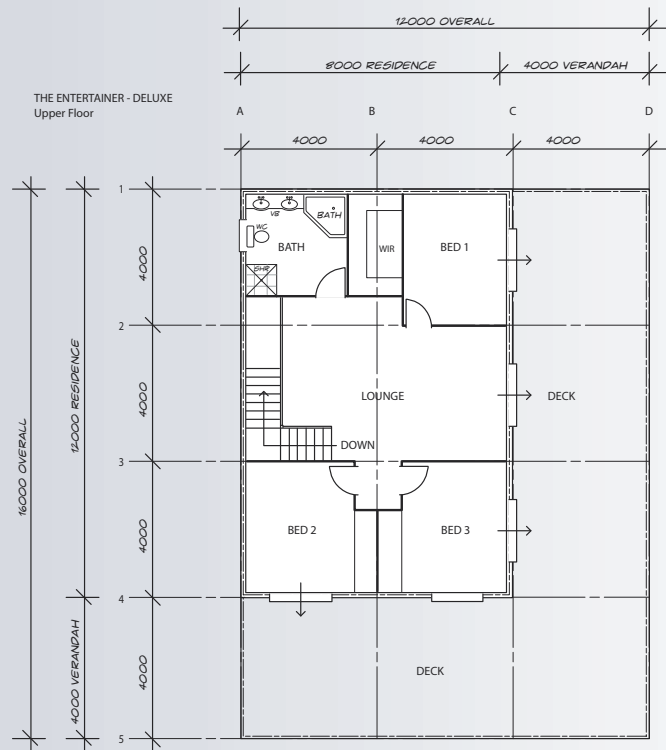 12000 OVERALL
8000 RESIDENCE
4000 VERANDAH
THE ENTERTAINER - DELUXE
Upper Floor
A
B
C
D
4000
4000
4000
1
2
3
4
5
16000 OVERALL
12000 RESIDENCE
4000 VERANDAH
4000
4000
4000
4000
VB
BATH
WC
BATH
SHR
WIR
BED 1
LOUNGE
DECK
DOWN
BED 2
BED 3
DECK